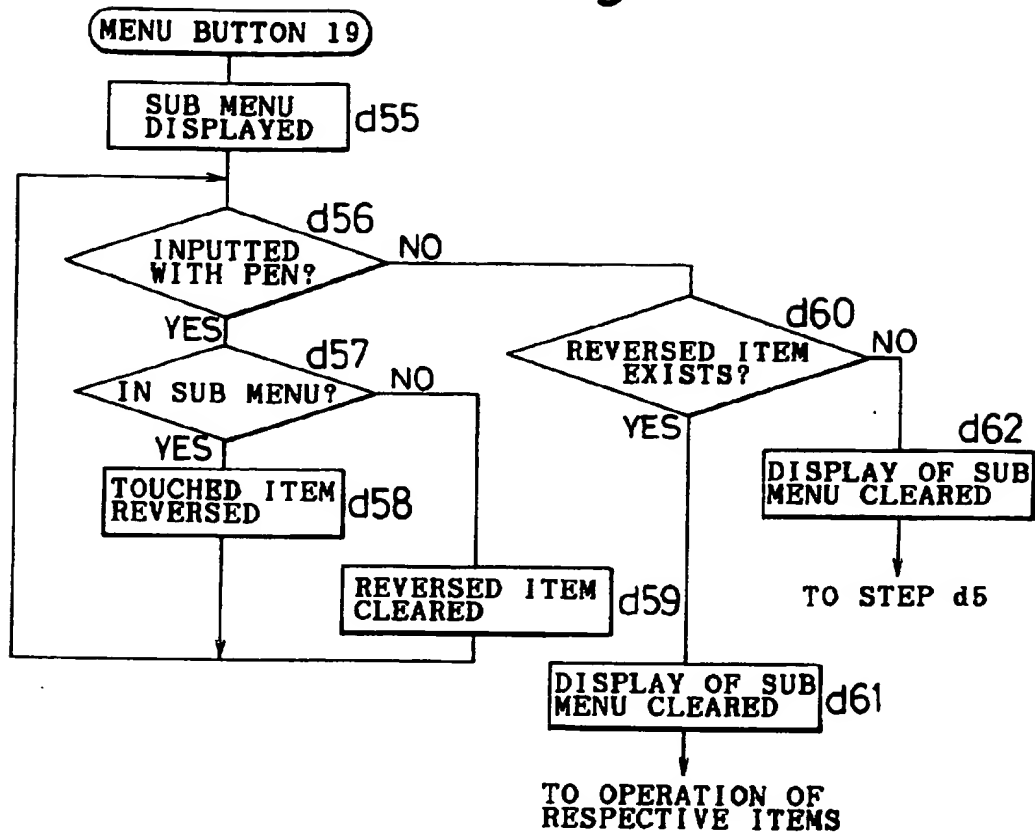 MENU BUTTON 19
SUB MENU
DISPLAYED
d55
d56
INPUTTED
WITH PEN?
NO
YES
d57
IN SUB MENU?
NO
YES
TOUCHED ITEM
REVERSED
d58
REVERSED ITEM
CLEARED
d59
d60
REVERSED ITEM
EXISTS?
NO
YES
d62
DISPLAY OF SUB
MENU CLEARED
TO STEP d5
DISPLAY OF SUB
MENU CLEARED
d61
TO OPERATION OF
RESPECTIVE ITEMS